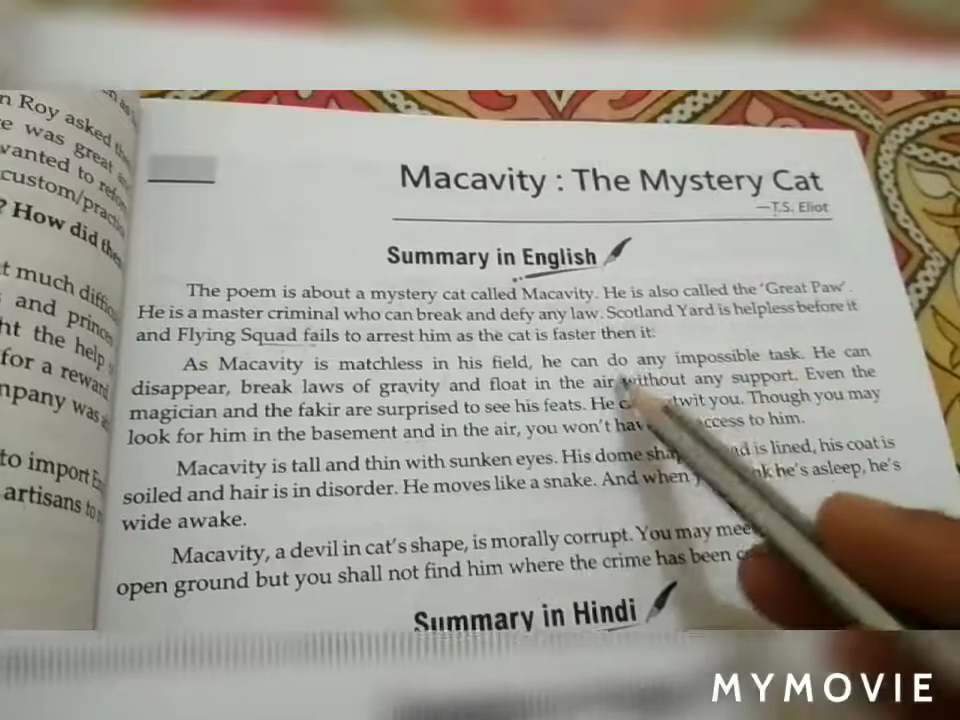 n as
n Roy asked the
e was great
wanted to refor
custom/practi
? How did the
t much diffic
s and prince
ht the help
for a reward
mpany was
to import E
artisans to
Macavity : The Mystery Cat
—T.S. Eliot
Summary in English
The poem is about a mystery cat called Macavity. He is also called the 'Great Paw'.
He is a master criminal who can break and defy any law. Scotland Yard is helpless before it
and Flying Squad fails to arrest him as the cat is faster then it.
As Macavity is matchless in his field, he can do any impossible task. He can
disappear, break laws of gravity and float in the air without any support. Even the
magician and the fakir are surprised to see his feats. He c twit you. Though you may
look for him in the basement and in the air, you won't hav ccess to him.
Macavity is tall and thin with sunken eyes. His dome shap ad is lined, his coat is
soiled and hair is in disorder. He moves like a snake. And when y nk he's asleep, he's
wide awake.
Macavity, a devil in cat's shape, is morally corrupt. You may mee
open ground but you shall not find him where the crime has been c
Summary in Hindi
MYMOVIE